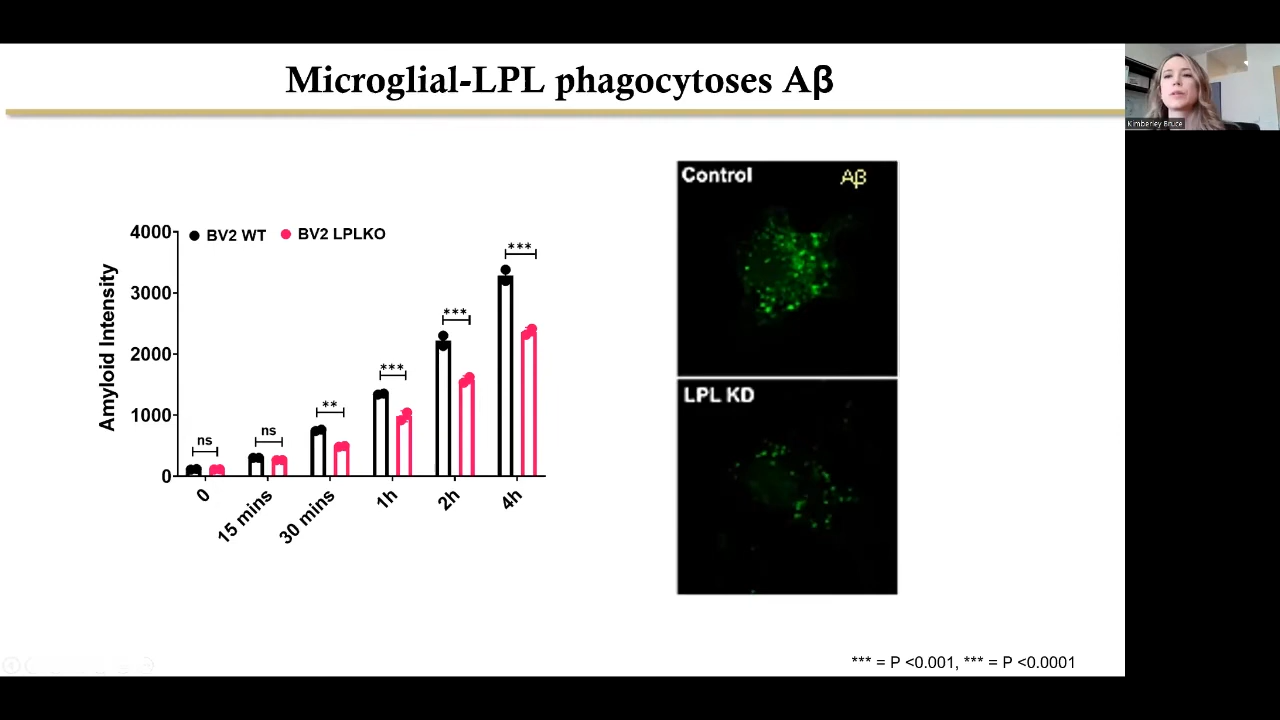 Microglial-LPL phagocytoses Aβ
Kimberley Bruce
Control
Aβ
4000
BV2 WT
BV2 LPLKO
3000
2000
1000
0
Amyloid Intensity
ns
ns
**
***
***
***
0
15 mins
30 mins
1h
2h
4h
LPL KD
*** = P <0.001, *** = P <0.0001